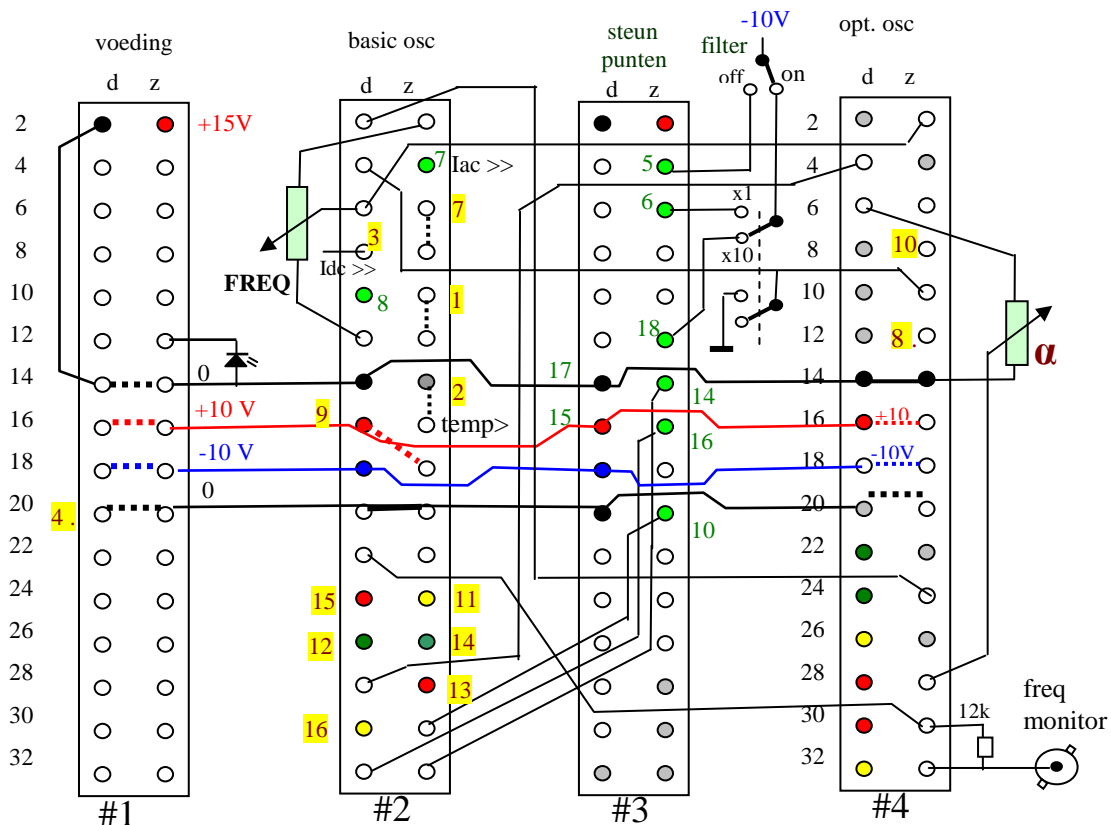 voeding
basic osc
steun
punten
filter
-10V
opt. osc
off
on
d z
d z
d z
d z
2
4
6
8
10
12
14
16
18
20
22
24
26
28
30
32
+15V
0
+10 V
-10 V
0
4 .
#1
FREQ
7
Iac >>
7
3
Idc >>
8
1
2
9
temp>
15
11
12
14
13
16
#2
5
6
18
17
14
15
16
10
#3
x1
x10
2
4
6
8
10
12
14
16
18
20
22
24
26
28
30
32
10
8 .
+10
-10V
α
12k
freq
monitor
#4